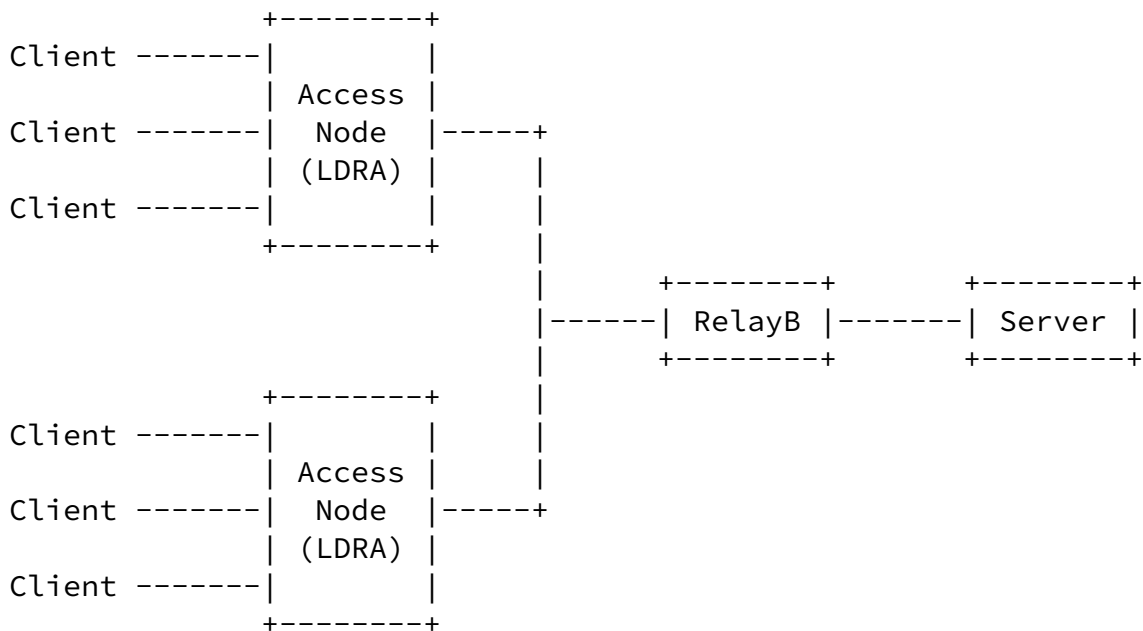 Client
Access
Client
Node
(LDRA)
Client
RelayB
Server
Client
Access
Client
Node
(LDRA)
Client